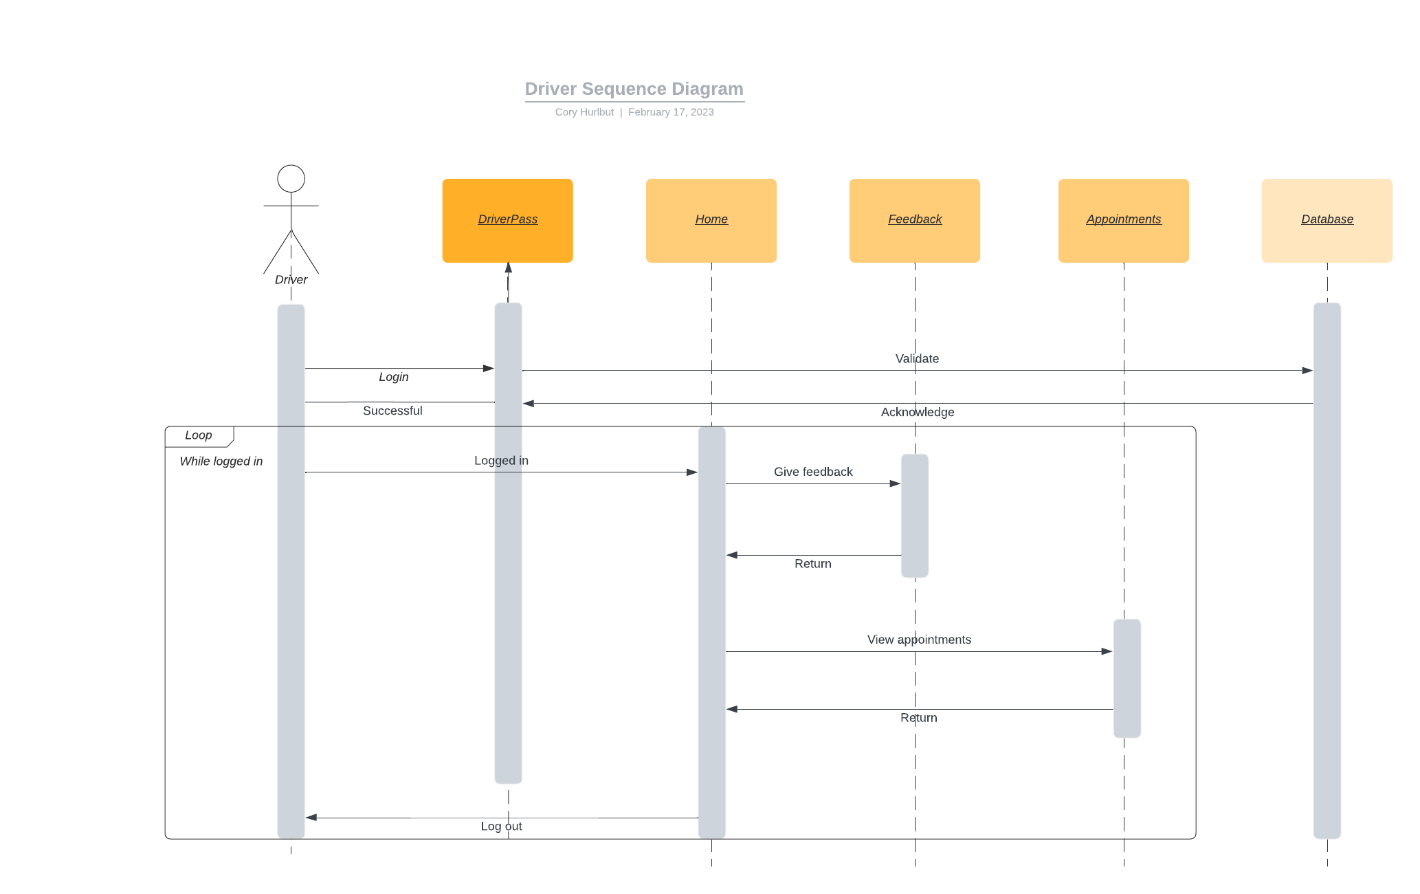 Driver Sequence Diagram
Cory Hurlbut | February 17, 2023
Driver
DriverPass
Home
Feedback
Appointments
Database
Login
Validate
Successful
Acknowledge
Loop
While logged in
Logged in
Give feedback
Return
View appointments
Return
Log out